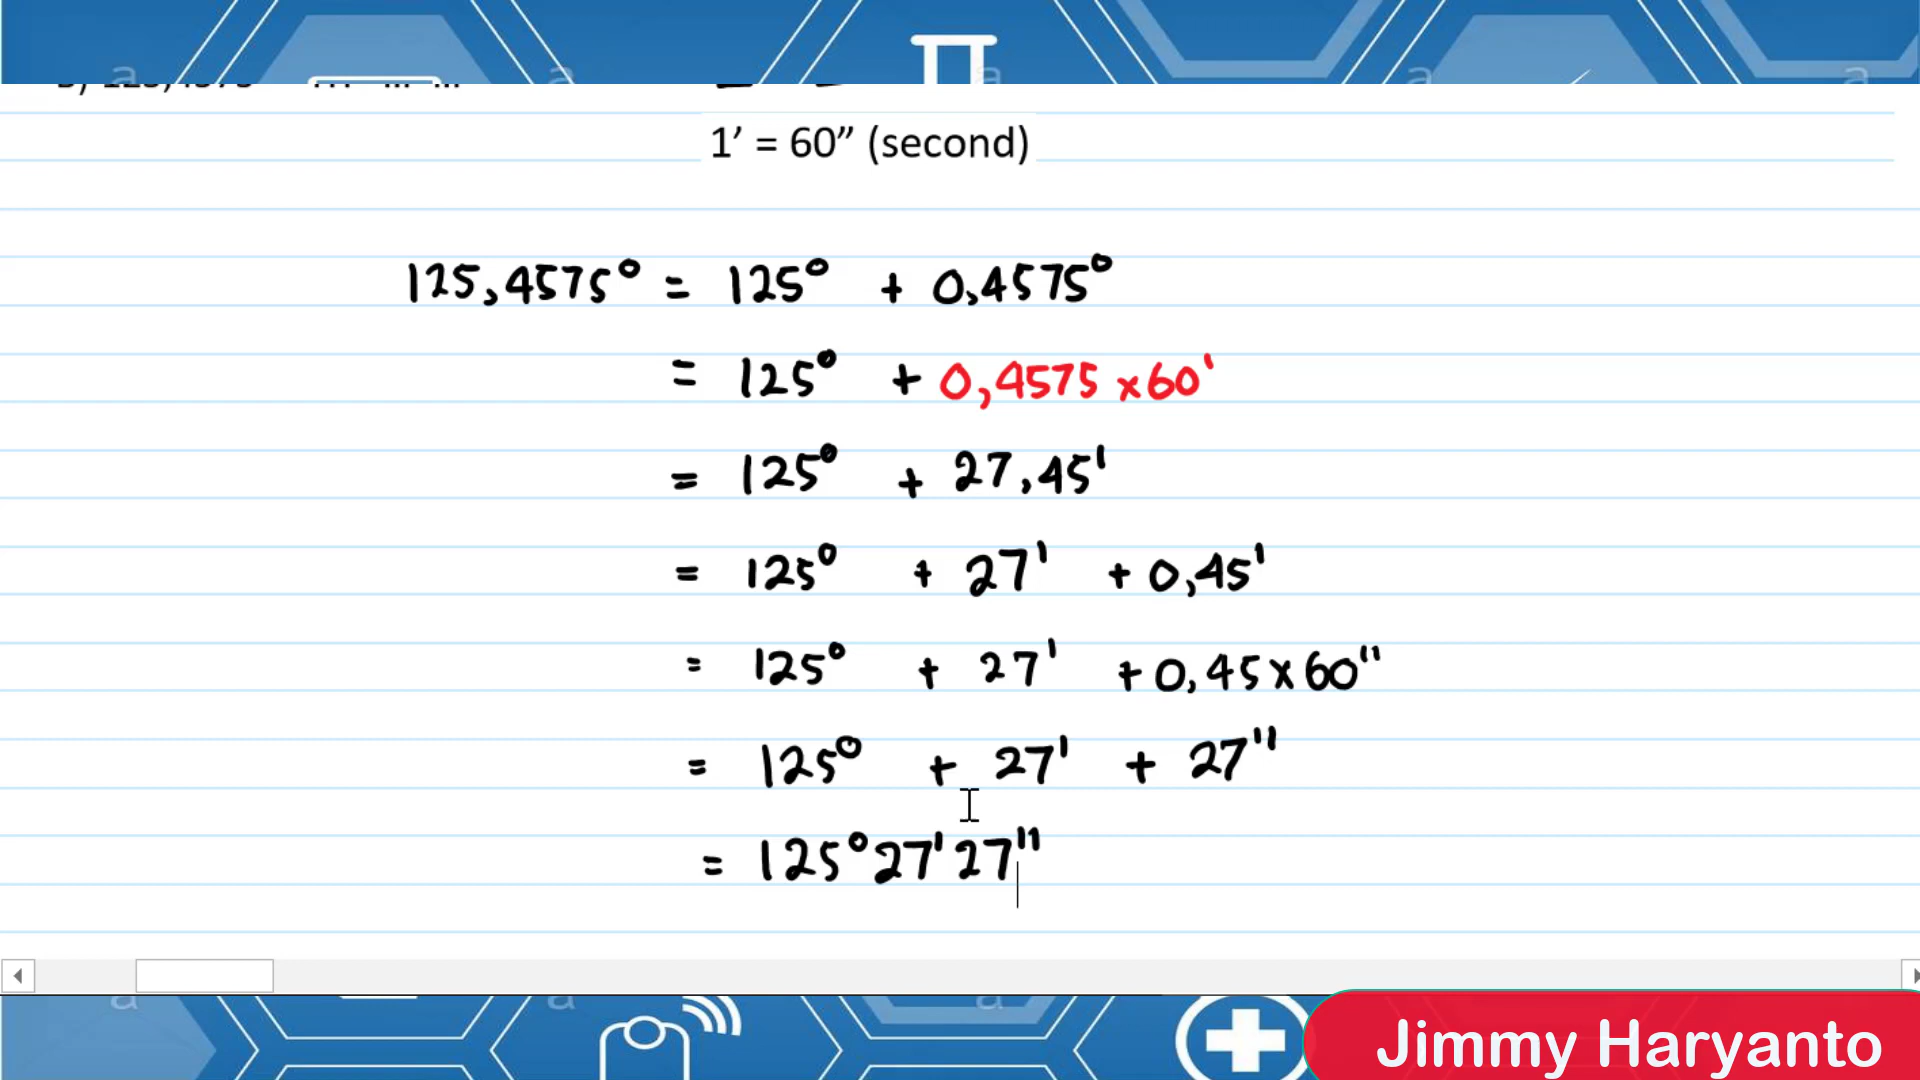 1’ = 60” (second)
125,4575° = 125° + 0,4575°
= 125° + 0,4575 x 60'
= 125° + 27,45'
= 125° + 27' + 0,45'
= 125° + 27' + 0,45 x 60"
= 125° + 27' + 27"
= 125° 27' 27"
Jimmy Haryanto